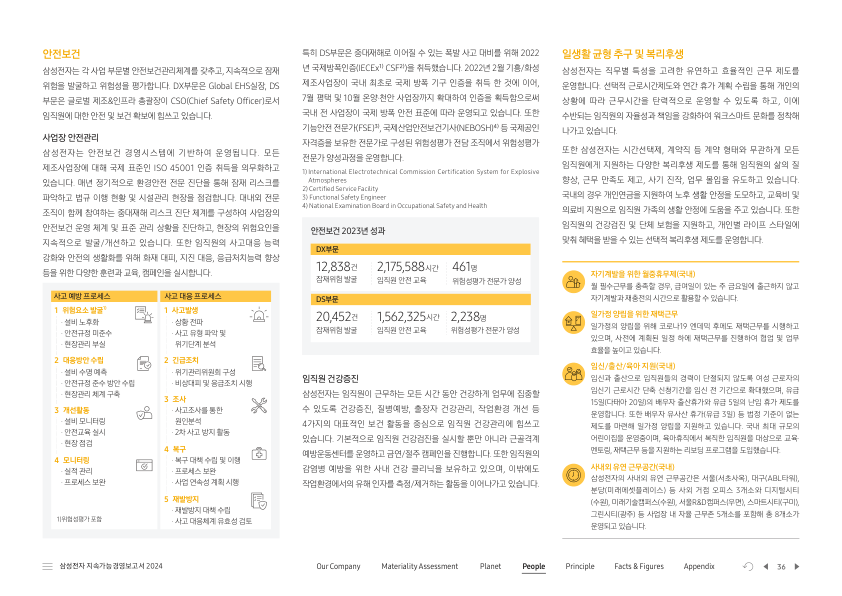 안전보건
삼성전자는 각 사업 부문별 안전보건관리체계를 갖추고, 지속적으로 잠재
위험을 발굴하고 위험성을 평가합니다. DX부문은 Global EHS실장, DS
부문은 글로벌 제조&인프라 총괄장이 CSO(Chief Safety Officer)로서
임직원에 대한 안전 및 보건 확보에 힘쓰고 있습니다.
사업장 안전관리
삼성전자는 안전보건 경영시스템에 기반하여 운영됩니다. 모든
제조사업장에 대해 국제 표준인 ISO 45001 인증 취득을 의무화하고
있습니다. 매년 정기적으로 환경안전 전문 진단을 통해 잠재 리스크를
파악하고 법규 이행 현황 및 시설관리 현장을 점검합니다. 대내외 전문
조직이 함께 참여하는 중대재해 리스크 진단 체계를 구성하여 사업장의
안전보건 운영 체계 및 표준 관리 상황을 진단하고, 현장의 위험요인을
지속적으로 발굴/개선하고 있습니다. 또한 임직원의 사고대응 능력
강화와 안전의 생활화를 위해 화재 대피, 지진 대응, 응급처치능력 향상
등을 위한 다양한 훈련과 교육, 캠페인을 실시합니다.
사고 예방 프로세스
1 위험요소 발굴¹⁾
· 설비 노후화
· 안전규정 미준수
· 현장관리 부실
2 대응방안 수립
· 설비 수명 예측
· 안전규정 준수 방안 수립
· 현장관리 체계 구축
3 개선활동
· 설비 모니터링
· 안전교육 실시
· 현장 점검
4 모니터링
· 실적 관리
· 프로세스 보완
1)위험성평가 포함
사고 대응 프로세스
1 사고발생
· 상황 전파
· 사고 유형 파악 및
위기단계 분석
2 긴급조치
· 위기관리위원회 구성
· 비상대피 및 응급조치 시행
3 조사
· 사고조사를 통한
원인분석
· 2차 사고 방지 활동
4 복구
· 복구 대책 수립 및 이행
· 프로세스 보완
· 사업 연속성 계획 시행
5 재발방지
· 재발방지 대책 수립
· 사고 대응체계 유효성 검토
특히 DS부문은 중대재해로 이어질 수 있는 폭발 사고 대비를 위해 2022
년 국제방폭인증(IECEx¹⁾ CSF²⁾)을 취득했습니다. 2022년 2월 기흥/화성
제조사업장이 국내 최초로 국제 방폭 기구 인증을 취득 한 것에 이어,
7월 평택 및 10월 온양·천안 사업장까지 확대하여 인증을 획득함으로써
국내 전 사업장이 국제 방폭 안전 표준에 따라 운영되고 있습니다. 또한
기능안전 전문가(FSE)³⁾, 국제산업안전보건기사(NEBOSH)⁴⁾ 등 국제공인
자격증을 보유한 전문가로 구성된 위험성평가 전담 조직에서 위험성평가
전문가 양성과정을 운영합니다.
1) International Electrotechnical Commission Certification System for Explosive
Atmospheres
2) Certified Service Facility
3) Functional Safety Engineer
4) National Examination Board in Occupational Safety and Health
안전보건 2023년 성과
DX부문
12,838건 2,175,588시간 461명
잠재위험 발굴 임직원 안전 교육 위험성평가 전문가 양성
DS부문
20,452건 1,562,325시간 2,238명
잠재위험 발굴 임직원 안전 교육 위험성평가 전문가 양성
임직원 건강증진
삼성전자는 임직원이 근무하는 모든 시간 동안 건강하게 업무에 집중할
수 있도록 건강증진, 질병예방, 출장자 건강관리, 작업환경 개선 등
4가지의 대표적인 보건 활동을 중심으로 임직원 건강관리에 힘쓰고
있습니다. 기본적으로 임직원 건강검진을 실시할 뿐만 아니라 근골격계
예방운동센터를 운영하고 금연/절주 캠페인을 진행합니다. 또한 임직원의
감염병 예방을 위한 사내 건강 클리닉을 보유하고 있으며, 이밖에도
작업환경에서의 유해 인자를 측정/제거하는 활동을 이어나가고 있습니다.
일생활 균형 추구 및 복리후생
삼성전자는 직무별 특성을 고려한 유연하고 효율적인 근무 제도를
운영합니다. 선택적 근로시간제도와 연간 휴가 계획 수립을 통해 개인의
상황에 따라 근무시간을 탄력적으로 운영할 수 있도록 하고, 이에
수반되는 임직원의 자율성과 책임을 강화하여 워크스마트 문화를 정착해
나가고 있습니다.
또한 삼성전자는 시간선택제, 계약직 등 계약 형태와 무관하게 모든
임직원에게 지원하는 다양한 복리후생 제도를 통해 임직원의 삶의 질
향상, 근무 만족도 제고, 사기 진작, 업무 몰입을 유도하고 있습니다.
국내의 경우 개인연금을 지원하여 노후 생활 안정을 도모하고, 교육비 및
의료비 지원으로 임직원 가족의 생활 안정에 도움을 주고 있습니다. 또한
임직원의 건강검진 및 단체 보험을 지원하고, 개인별 라이프 스타일에
맞춰 혜택을 받을 수 있는 선택적 복리후생 제도를 운영합니다.
자기계발을 위한 월중휴무제(국내)
월 필수근무를 충족할 경우, 급여일이 있는 주 금요일에 출근하지 않고
자기계발과 재충전의 시간으로 활용할 수 있습니다.
일가정 양립을 위한 재택근무
일가정의 양립을 위해 코로나19 엔데믹 후에도 재택근무를 시행하고
있으며, 사전에 계획된 일정 하에 재택근무를 진행하여 협업 및 업무
효율을 높이고 있습니다.
임신/출산/육아 지원(국내)
임신과 출산으로 임직원들의 경력이 단절되지 않도록 여성 근로자의
임신기 근로시간 단축 신청기간을 임신 전 기간으로 확대했으며, 유급
15일(다태아 20일)의 배우자 출산휴가와 유급 5일의 난임 휴가 제도를
운영합니다. 또한 배우자 유사산 휴가(유급 3일) 등 법정 기준이 없는
제도를 마련해 일가정 양립을 지원하고 있습니다. 국내 최대 규모의
어린이집을 운영중이며, 육아휴직에서 복직한 임직원을 대상으로 교육·
멘토링, 재택근무 등을 지원하는 리보딩 프로그램을 도입했습니다.
사내외 유연 근무공간(국내)
삼성전자의 사내외 유연 근무공간은 서울(서초사옥), 대구(ABL타워),
분당(미래에셋플레이스) 등 사외 거점 오피스 3개소와 디지털시티
(수원), 미래기술캠퍼스(수원), 서울R&D캠퍼스(우면), 스마트시티(구미),
그린시티(광주) 등 사업장 내 자율 근무존 5개소를 포함해 총 8개소가
운영되고 있습니다.
삼성전자 지속가능경영보고서 2024
Our Company Materiality Assessment Planet People Principle Facts & Figures Appendix 36